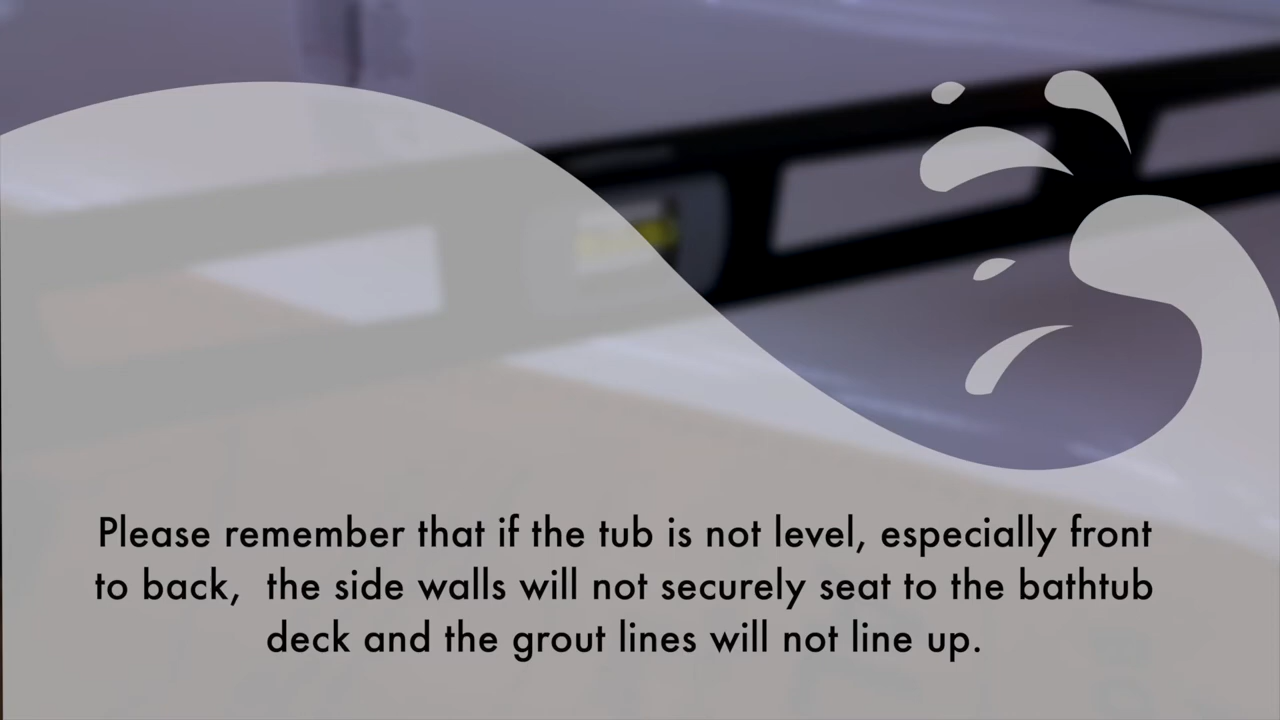 Please remember that if the tub is not level, especially front
to back,  the side walls will not securely seat to the bathtub
deck and the grout lines will not line up.